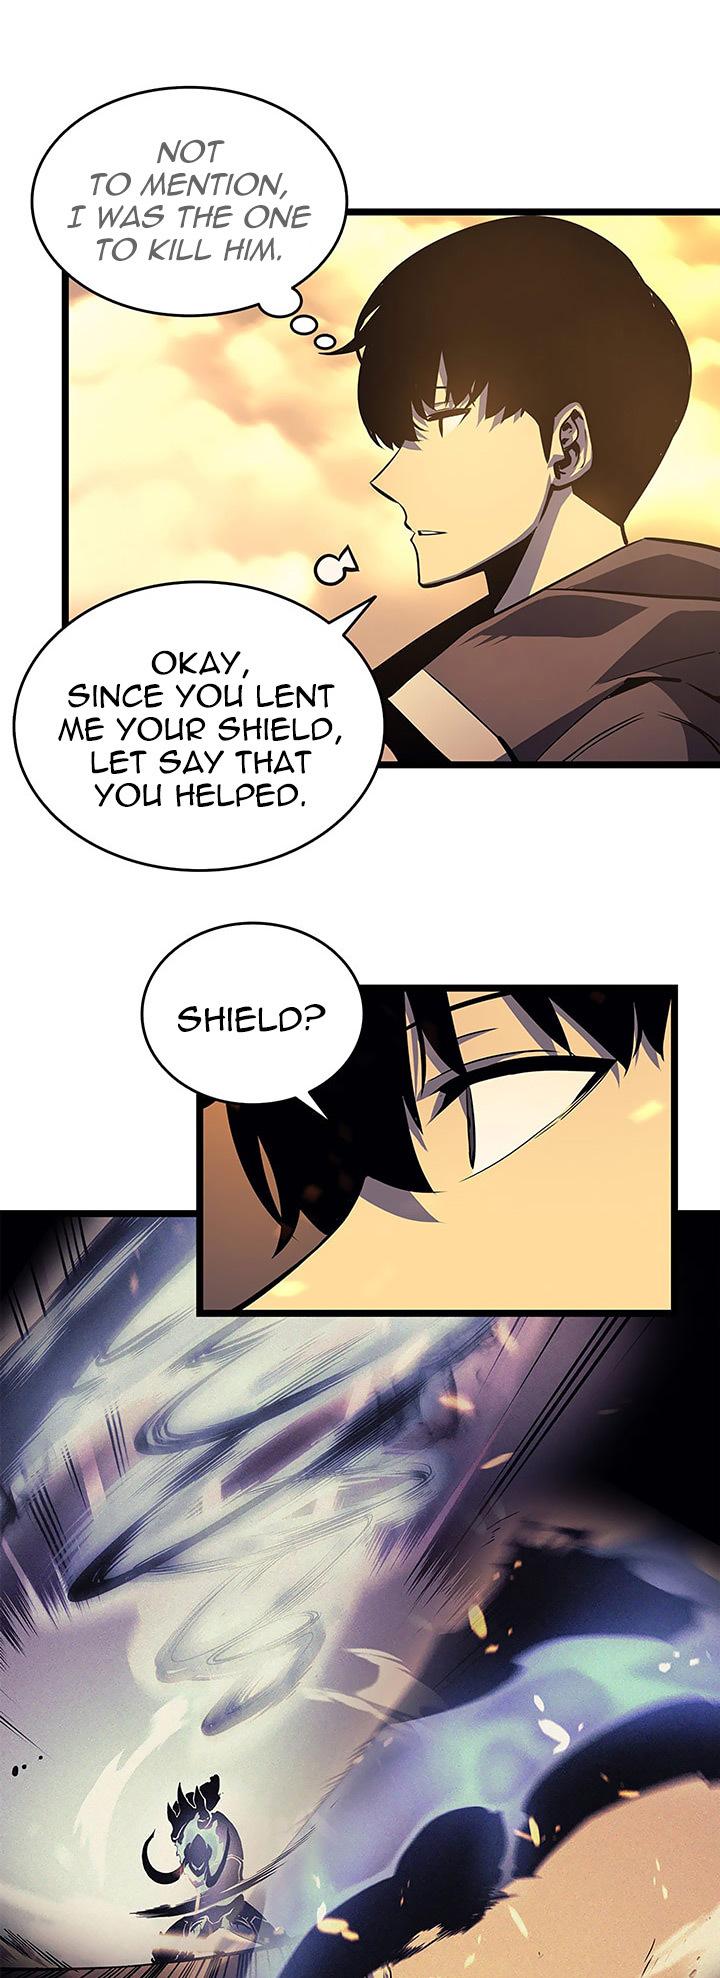 NOT
TO MENTION,
I WAS THE ONE
TO KILL HIM.
OKAY,
SINCE YOU LENT
ME YOUR SHIELD,
LET SAY THAT
YOU HELPED.
SHIELD?